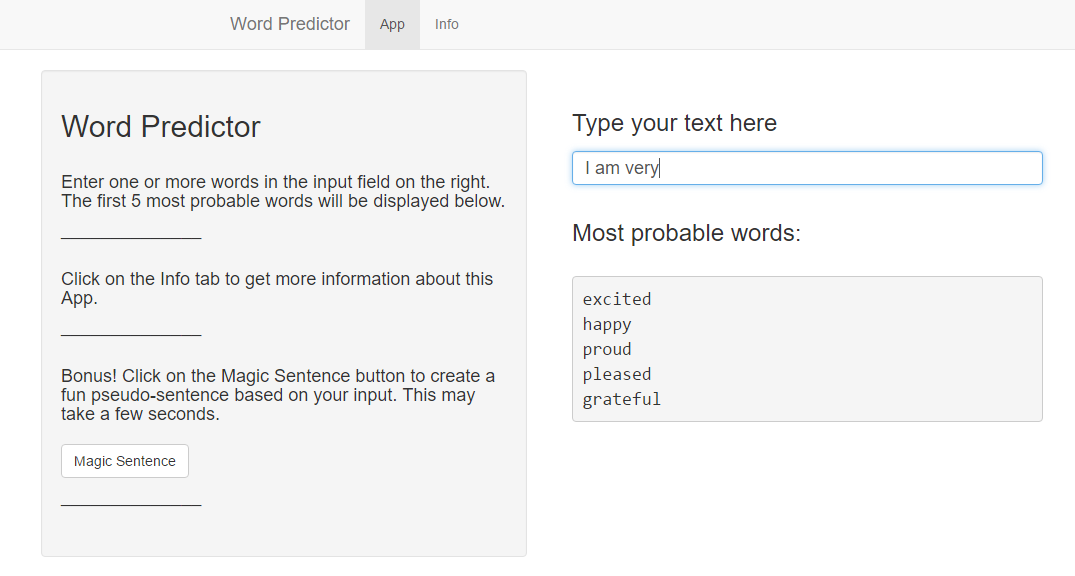 Word Predictor App Info
Word Predictor
Enter one or more words in the input field on the right.
The first 5 most probable words will be displayed below.
Click on the Info tab to get more information about this
App.
Bonus! Click on the Magic Sentence button to create a
fun pseudo-sentence based on your input. This may
take a few seconds.
Magic Sentence
Type your text here
I am very
Most probable words:
excited
happy
proud
pleased
grateful